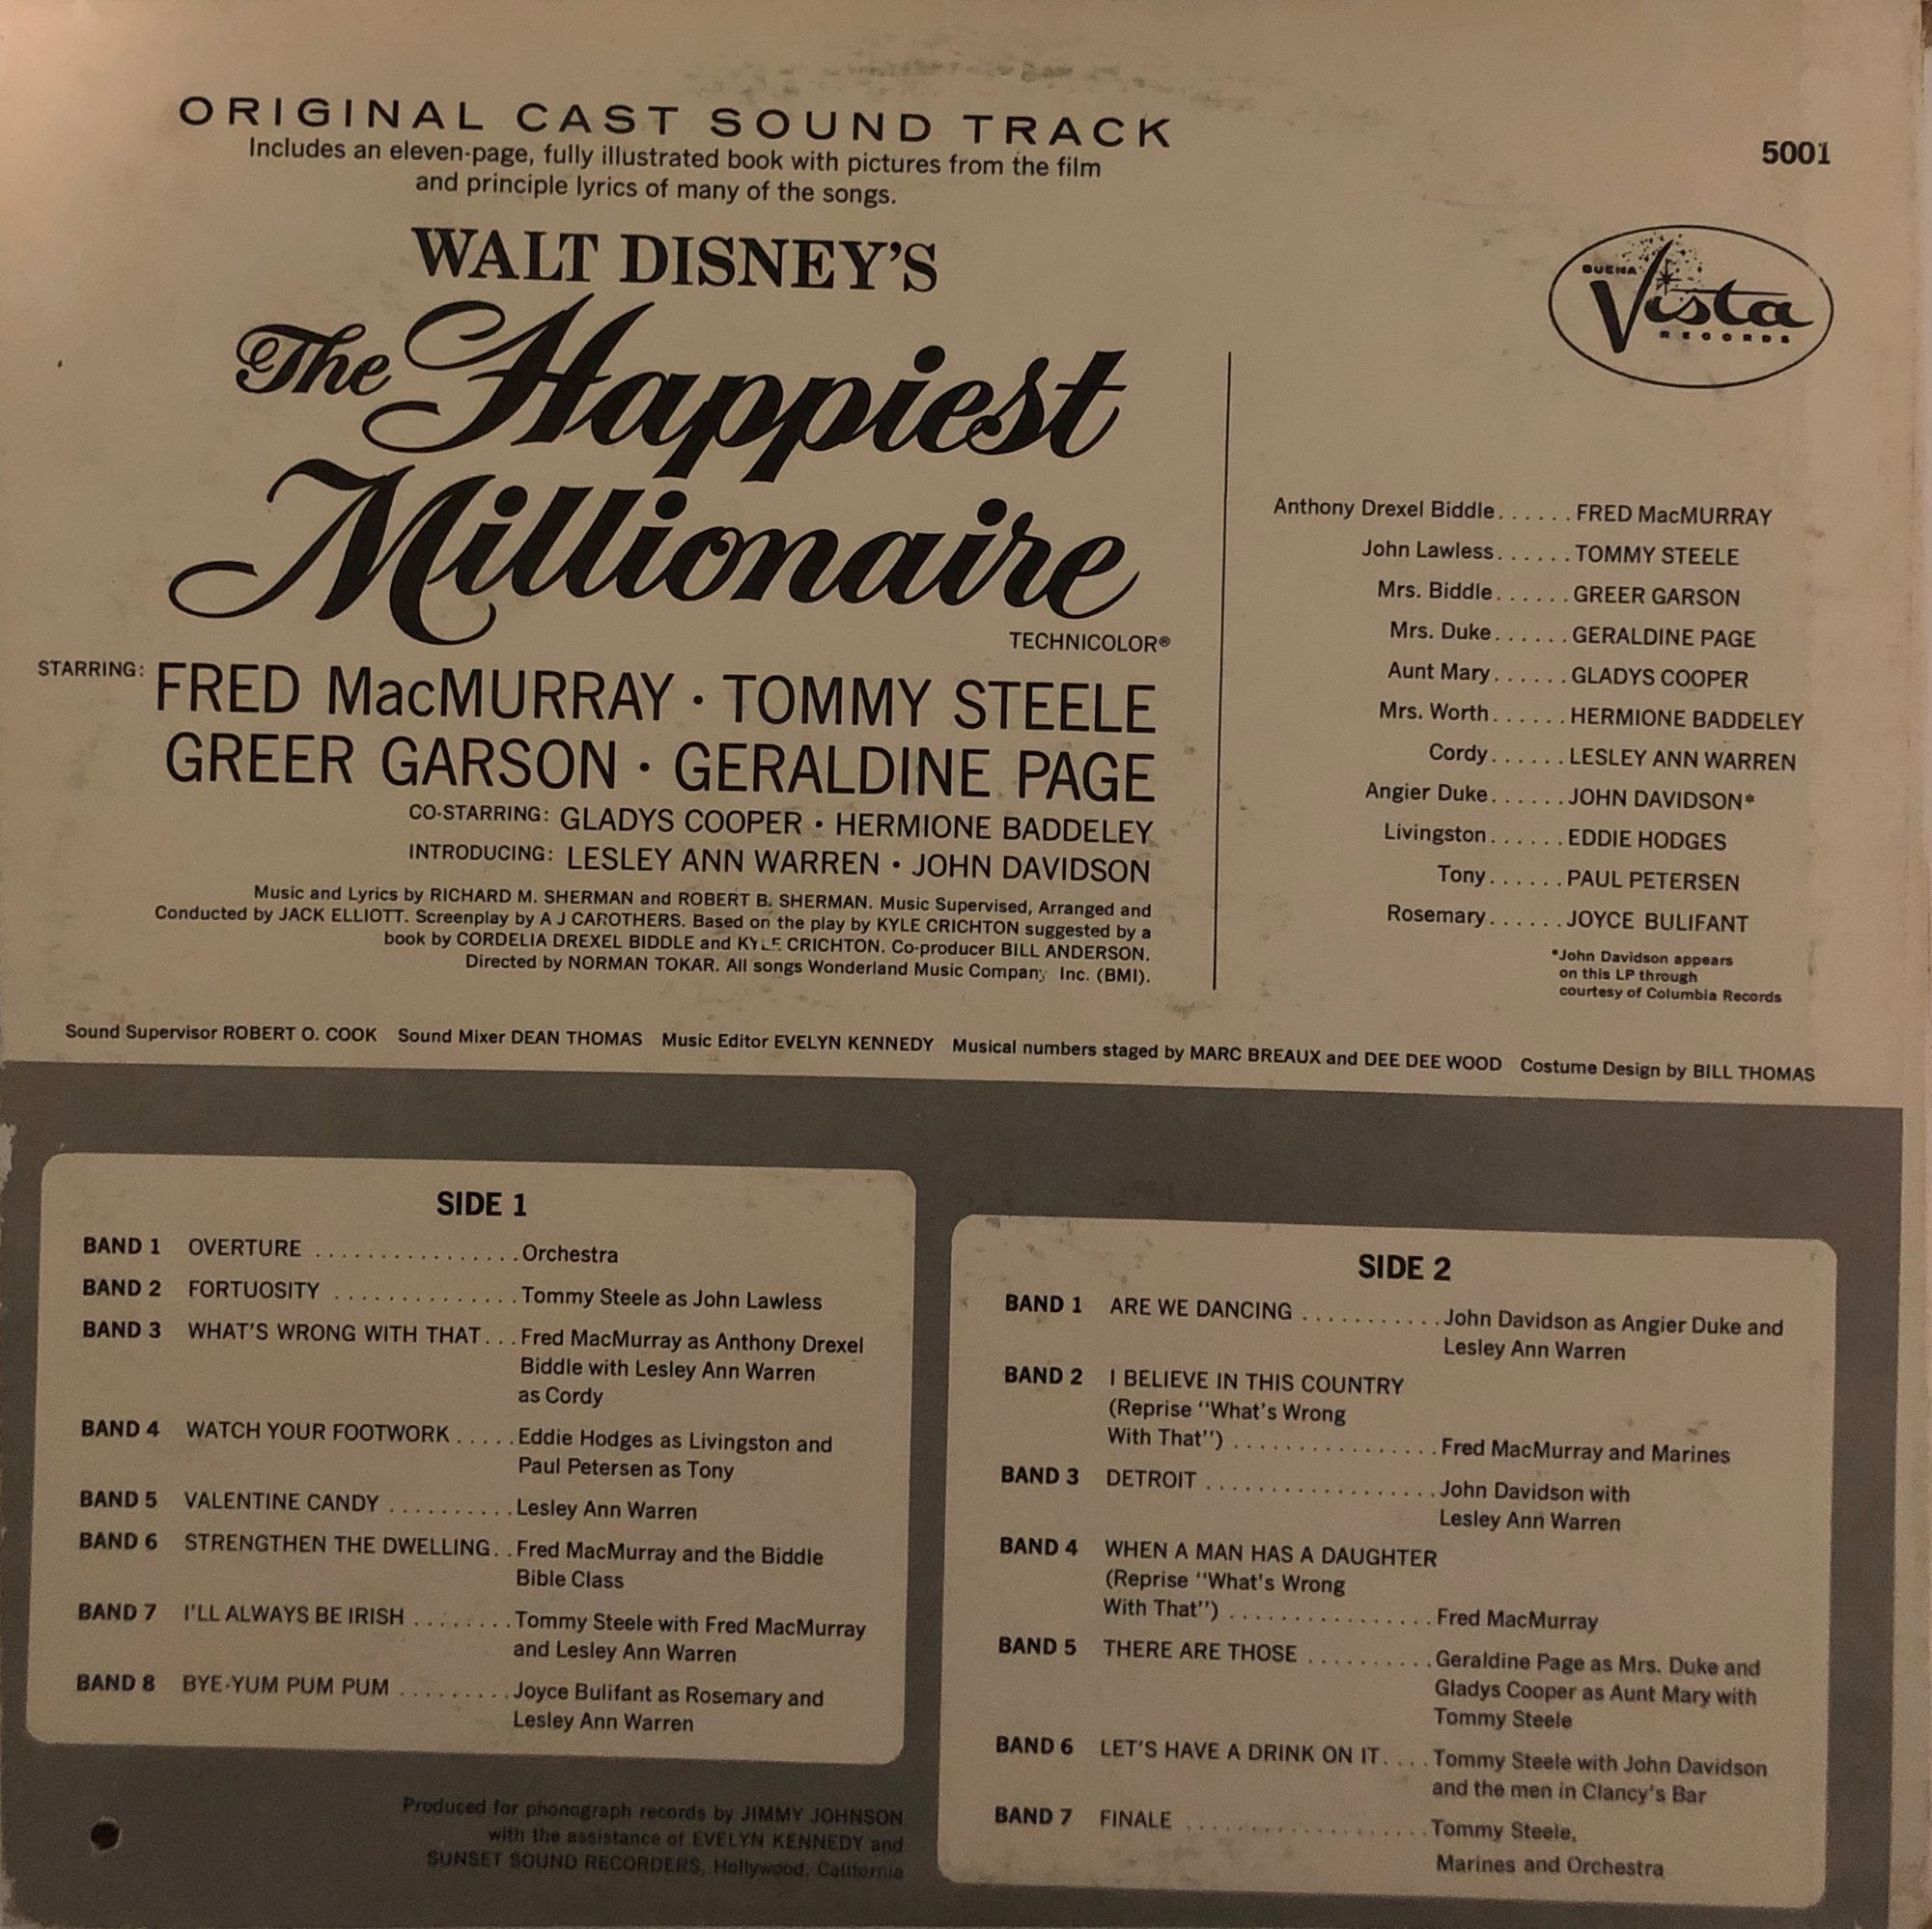 ORIGINAL CAST SOUND TRACK
Includes an eleven-page, fully illustrated book with pictures from the film
and principle lyrics of many of the songs.
5001
WALT DISNEY'S
The Happiest
Millionaire
TECHNICOLOR®
BUENA
Vista
RECORDS
STARRING: FRED MacMURRAY • TOMMY STEELE
GREER GARSON • GERALDINE PAGE
CO-STARRING: GLADYS COOPER • HERMIONE BADDELEY
INTRODUCING: LESLEY ANN WARREN • JOHN DAVIDSON
Music and Lyrics by RICHARD M. SHERMAN and ROBERT B. SHERMAN. Music Supervised, Arranged and
Conducted by JACK ELLIOTT. Screenplay by A J CAROTHERS. Based on the play by KYLE CRICHTON suggested by a
book by CORDELIA DREXEL BIDDLE and KYLE CRICHTON. Co-producer BILL ANDERSON.
Directed by NORMAN TOKAR. All songs Wonderland Music Company Inc. (BMI).
Anthony Drexel Biddle......FRED MacMURRAY
John Lawless......TOMMY STEELE
Mrs. Biddle......GREER GARSON
Mrs. Duke......GERALDINE PAGE
Aunt Mary......GLADYS COOPER
Mrs. Worth......HERMIONE BADDELEY
Cordy......LESLEY ANN WARREN
Angier Duke......JOHN DAVIDSON*
Livingston......EDDIE HODGES
Tony......PAUL PETERSEN
Rosemary......JOYCE BULIFANT
*John Davidson appears
on this LP through
courtesy of Columbia Records
Sound Supervisor ROBERT O. COOK Sound Mixer DEAN THOMAS Music Editor EVELYN KENNEDY Musical numbers staged by MARC BREAUX and DEE DEE WOOD Costume Design by BILL THOMAS
SIDE 1
BAND 1 OVERTURE ................Orchestra
BAND 2 FORTUOSITY ..............Tommy Steele as John Lawless
BAND 3 WHAT'S WRONG WITH THAT...Fred MacMurray as Anthony Drexel
Biddle with Lesley Ann Warren
as Cordy
BAND 4 WATCH YOUR FOOTWORK.....Eddie Hodges as Livingston and
Paul Petersen as Tony
BAND 5 VALENTINE CANDY ..........Lesley Ann Warren
BAND 6 STRENGTHEN THE DWELLING..Fred MacMurray and the Biddle
Bible Class
BAND 7 I'LL ALWAYS BE IRISH ........Tommy Steele with Fred MacMurray
and Lesley Ann Warren
BAND 8 BYE-YUM PUM PUM .........Joyce Bulifant as Rosemary and
Lesley Ann Warren
Produced for phonograph records by JIMMY JOHNSON
with the assistance of EVELYN KENNEDY and
SUNSET SOUND RECORDERS, Hollywood, California
SIDE 2
BAND 1 ARE WE DANCING ...........John Davidson as Angier Duke and
Lesley Ann Warren
BAND 2 I BELIEVE IN THIS COUNTRY
(Reprise "What's Wrong
With That") ................Fred MacMurray and Marines
BAND 3 DETROIT ..................John Davidson with
Lesley Ann Warren
BAND 4 WHEN A MAN HAS A DAUGHTER
(Reprise "What's Wrong
With That") ................Fred MacMurray
BAND 5 THERE ARE THOSE ..........Geraldine Page as Mrs. Duke and
Gladys Cooper as Aunt Mary with
Tommy Steele
BAND 6 LET'S HAVE A DRINK ON IT....Tommy Steele with John Davidson
and the men in Clancy's Bar
BAND 7 FINALE ...................Tommy Steele,
Marines and Orchestra